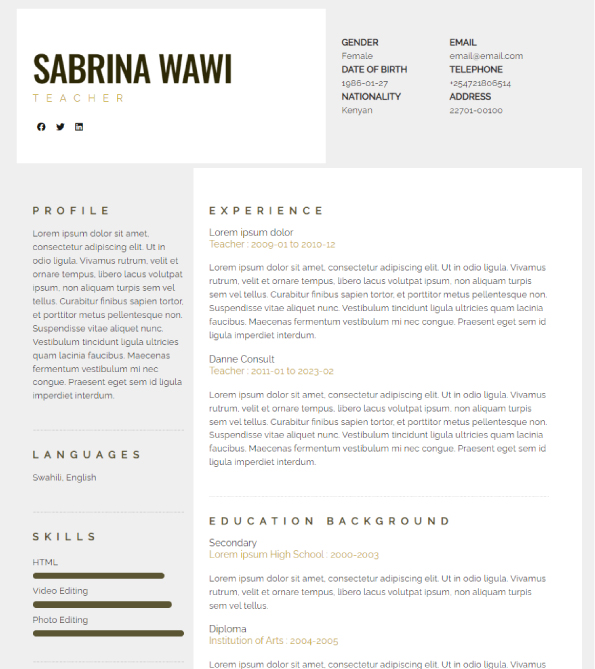 SABRINA WAWI
TEACHER
GENDER
Female
DATE OF BIRTH
1986-01-27
NATIONALITY
Kenyan
EMAIL
email@email.com
TELEPHONE
+254721806514
ADDRESS
22701-00100
PROFILE
Lorem ipsum dolor sit amet,
consectetur adipiscing elit. Ut in
odio ligula. Vivamus rutrum, velit et
ornare tempus, libero lacus volutpat
ipsum, non aliquam turpis sem vel
tellus. Curabitur finibus sapien tortor,
et porttitor metus pellentesque non.
Suspendisse vitae aliquet nunc.
Vestibulum tincidunt ligula ultricies
quam lacinia faucibus. Maecenas
fermentum vestibulum mi nec
congue. Praesent eget sem id ligula
imperdiet interdum.
LANGUAGES
Swahili, English
SKILLS
HTML
Video Editing
Photo Editing
EXPERIENCE
Lorem ipsum dolor
Teacher : 2009-01 to 2010-12
Lorem ipsum dolor sit amet, consectetur adipiscing elit. Ut in odio ligula. Vivamus
rutrum, velit et ornare tempus, libero lacus volutpat ipsum, non aliquam turpis
sem vel tellus. Curabitur finibus sapien tortor, et porttitor metus pellentesque non.
Suspendisse vitae aliquet nunc. Vestibulum tincidunt ligula ultricies quam lacinia
faucibus. Maecenas fermentum vestibulum mi nec congue. Praesent eget sem id
ligula imperdiet interdum.
Danne Consult
Teacher : 2011-01 to 2023-02
Lorem ipsum dolor sit amet, consectetur adipiscing elit. Ut in odio ligula. Vivamus
rutrum, velit et ornare tempus, libero lacus volutpat ipsum, non aliquam turpis
sem vel tellus. Curabitur finibus sapien tortor, et porttitor metus pellentesque non.
Suspendisse vitae aliquet nunc. Vestibulum tincidunt ligula ultricies quam lacinia
faucibus. Maecenas fermentum vestibulum mi nec congue. Praesent eget sem id
ligula imperdiet interdum.
EDUCATION BACKGROUND
Secondary
Lorem ipsum High School : 2000-2003
Lorem ipsum dolor sit amet, consectetur adipiscing elit. Ut in odio ligula. Vivamus
rutrum, velit et ornare tempus, libero lacus volutpat ipsum, non aliquam turpis
sem vel tellus.
Diploma
Institution of Arts : 2004-2005
Lorem ipsum dolor sit amet, consectetur adipiscing elit. Ut in odio ligula. Vivamus